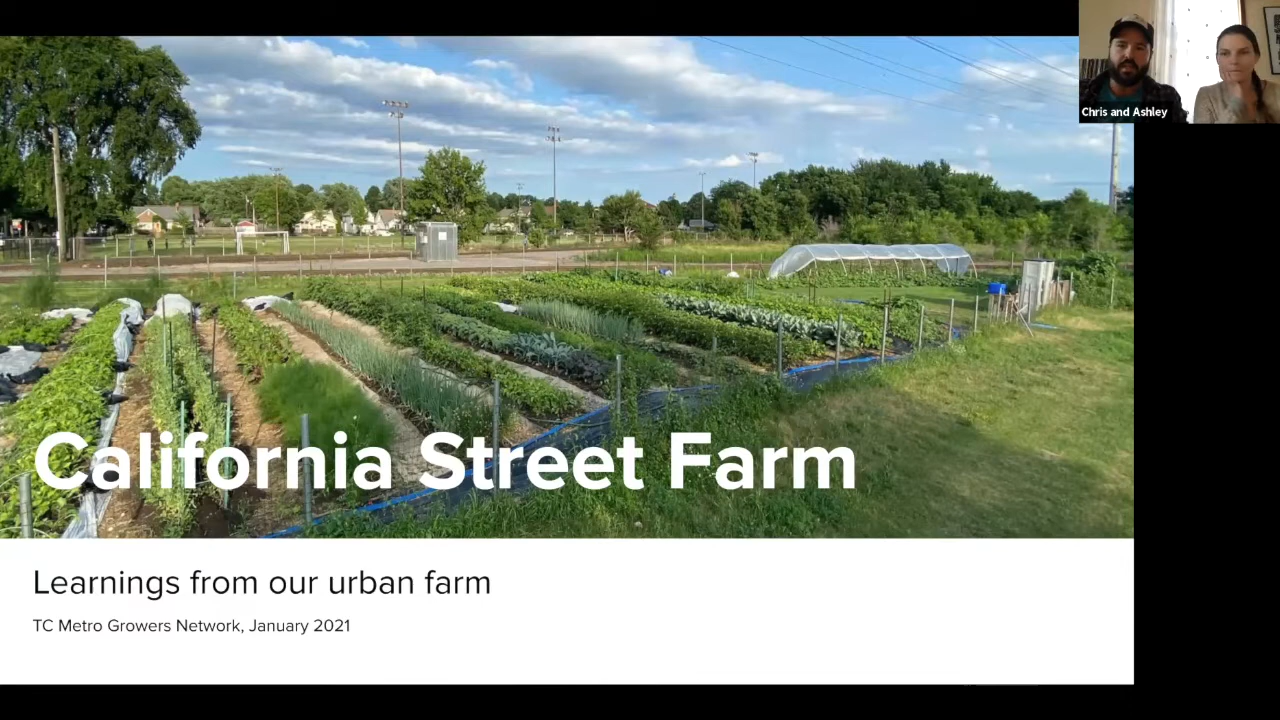 Chris and Ashley
California Street Farm
Learnings from our urban farm
TC Metro Growers Network, January 2021